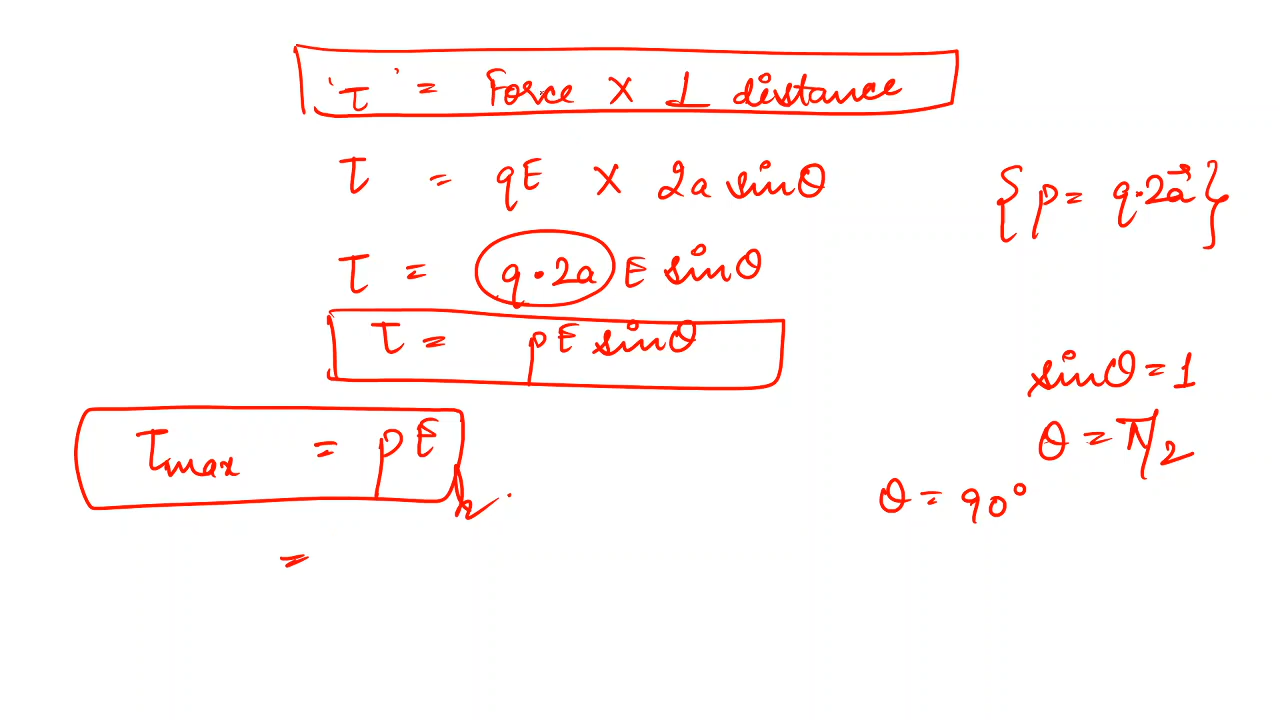 'τ' = Force × ⊥ distance
τ = qE × 2a sinθ
{p = q·2a⃗}
τ = q·2a E sinθ
τ = pE sinθ
sinθ = 1
τmax = pE
θ = π/2
θ = 90°
=